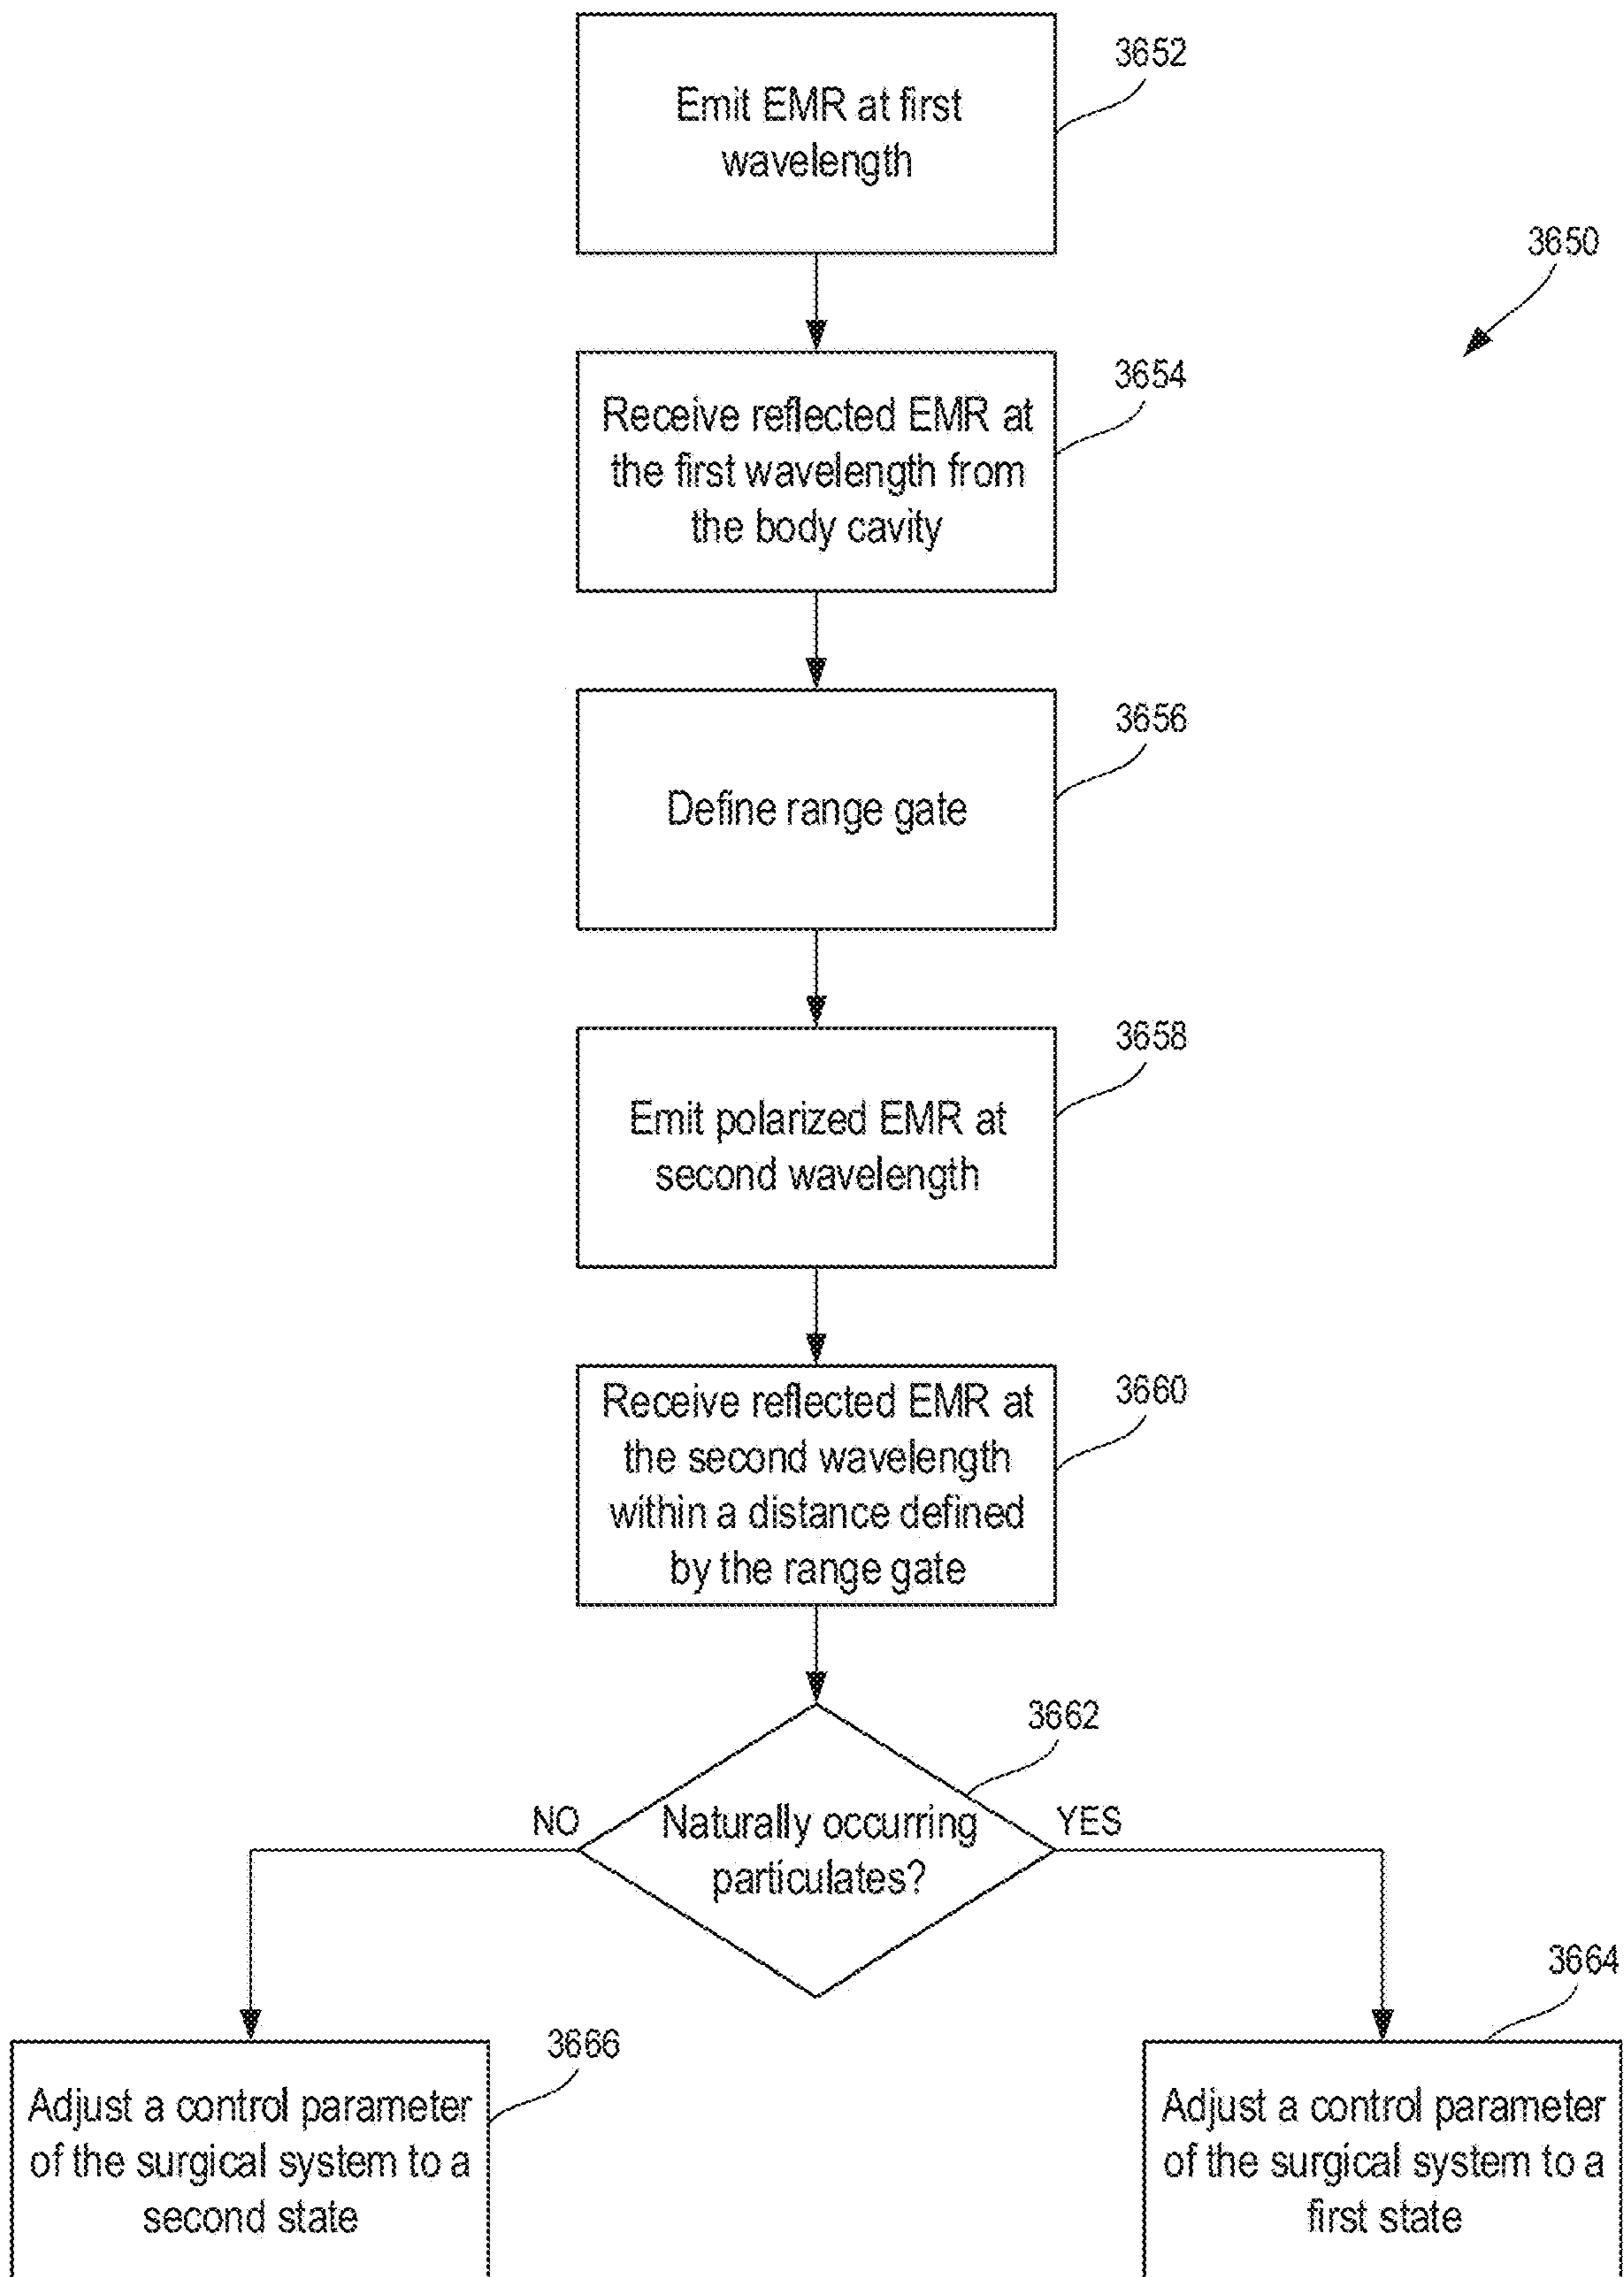 3652
Emit EMR at first
wavelength
3650
3654
Receive reflected EMR at
the first wavelength from
the body cavity
3656
Define range gate
3658
Emit polarized EMR at
second wavelength
3660
Receive reflected EMR at
the second wavelength
within a distance defined
by the range gate
3662
NO
Naturally occurring
particulates?
YES
3666
Adjust a control parameter
of the surgical system to a
second state
3664
Adjust a control parameter
of the surgical system to a
first state